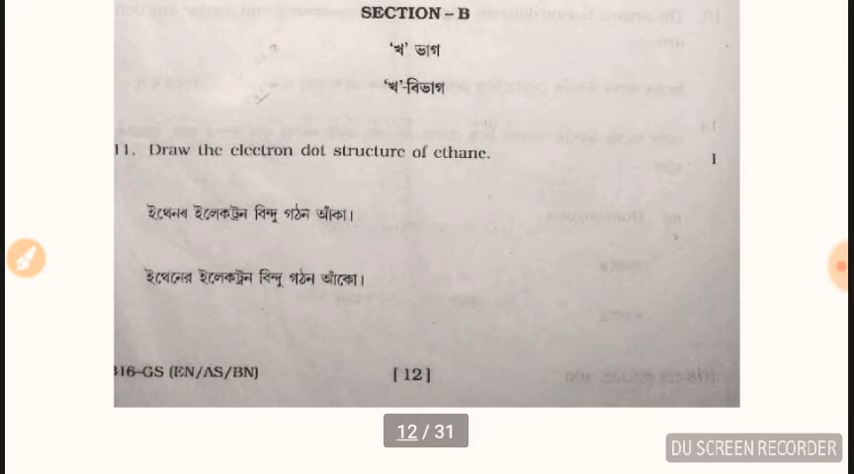 SECTION – B
‘খ’ ভাগ
‘খ’-বিভাগ
11. Draw the electron dot structure of ethane. 1
ইথেনৰ ইলেকট্ৰন বিন্দু গঠন আঁকা।
ইথেনের ইলেকট্রন বিন্দু গঠন আঁকো।
316–GS (EN/AS/BN) [ 12 ]
12 / 31
DU SCREEN RECORDER